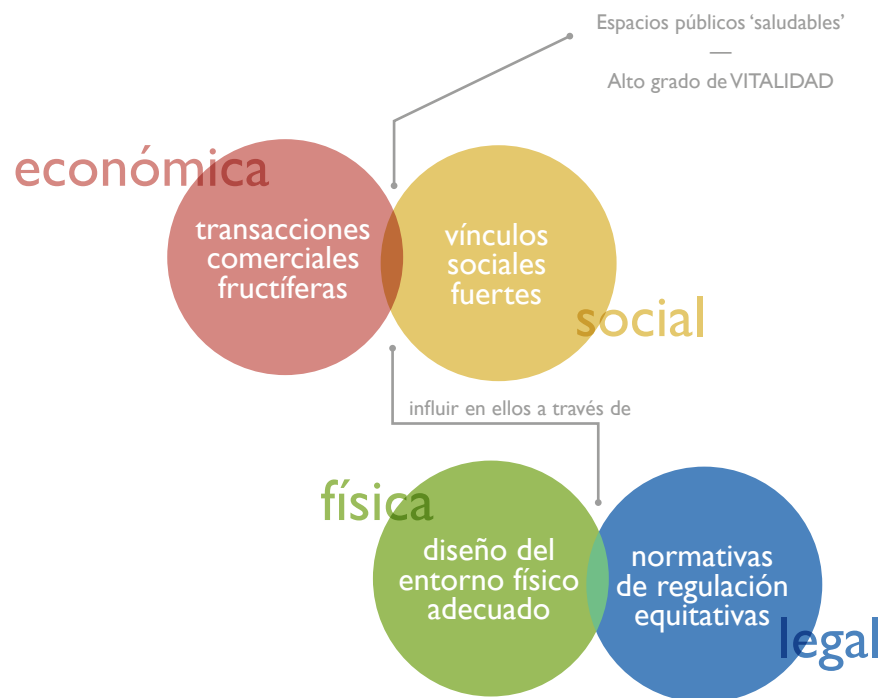 Espacios públicos ‘saludables’
—
Alto grado de VITALIDAD
económica
transacciones
comerciales
fructíferas
vínculos
sociales
fuertes
social
influir en ellos a través de
física
diseño del
entorno físico
adecuado
normativas
de regulación
equitativas
legal